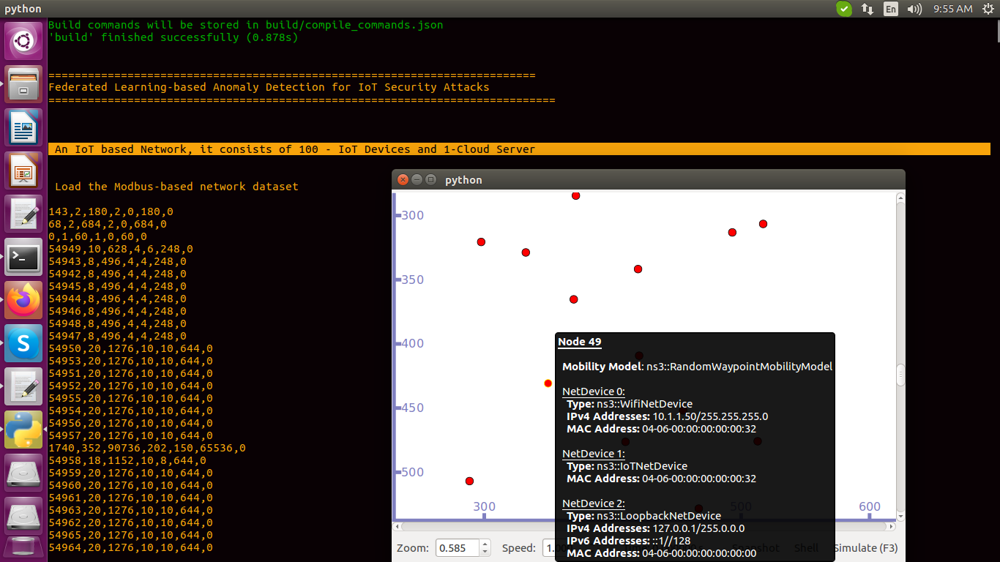 python
En
9:55 AM
Build commands will be stored in build/compile_commands.json
'build' finished successfully (0.878s)
==========================================================================
Federated Learning-based Anomaly Detection for IoT Security Attacks
=============================================================================
An IoT based Network, it consists of 100 - IoT Devices and 1-Cloud Server
Load the Modbus-based network dataset
143,2,180,2,0,180,0
68,2,684,2,0,684,0
0,1,60,1,0,60,0
54949,10,628,4,6,248,0
54943,8,496,4,4,248,0
54942,8,496,4,4,248,0
54945,8,496,4,4,248,0
54944,8,496,4,4,248,0
54946,8,496,4,4,248,0
54948,8,496,4,4,248,0
54947,8,496,4,4,248,0
54950,20,1276,10,10,644,0
54953,20,1276,10,10,644,0
54951,20,1276,10,10,644,0
54952,20,1276,10,10,644,0
54955,20,1276,10,10,644,0
54954,20,1276,10,10,644,0
54956,20,1276,10,10,644,0
54957,20,1276,10,10,644,0
1740,352,90736,202,150,65536,0
54958,18,1152,10,8,644,0
54959,20,1276,10,10,644,0
54960,20,1276,10,10,644,0
54961,20,1276,10,10,644,0
54963,20,1276,10,10,644,0
54962,20,1276,10,10,644,0
54965,20,1276,10,10,644,0
54964,20,1276,10,10,644,0
python
300
350
400
450
500
300
500
600
Node 49
Mobility Model: ns3::RandomWaypointMobilityModel
NetDevice 0:
Type: ns3::WifiNetDevice
IPv4 Addresses: 10.1.1.50/255.255.255.0
MAC Address: 04-06-00:00:00:00:00:32
NetDevice 1:
Type: ns3::IoTNetDevice
MAC Address: 04-06-00:00:00:00:00:32
NetDevice 2:
Type: ns3::LoopbackNetDevice
IPv4 Addresses: 127.0.0.1/255.0.0.0
IPv6 Addresses: ::1//128
MAC Address: 04-06-00:00:00:00:00:00
Zoom: 0.585 Speed: 1.000 Snapshot Shell Simulate (F3)
S